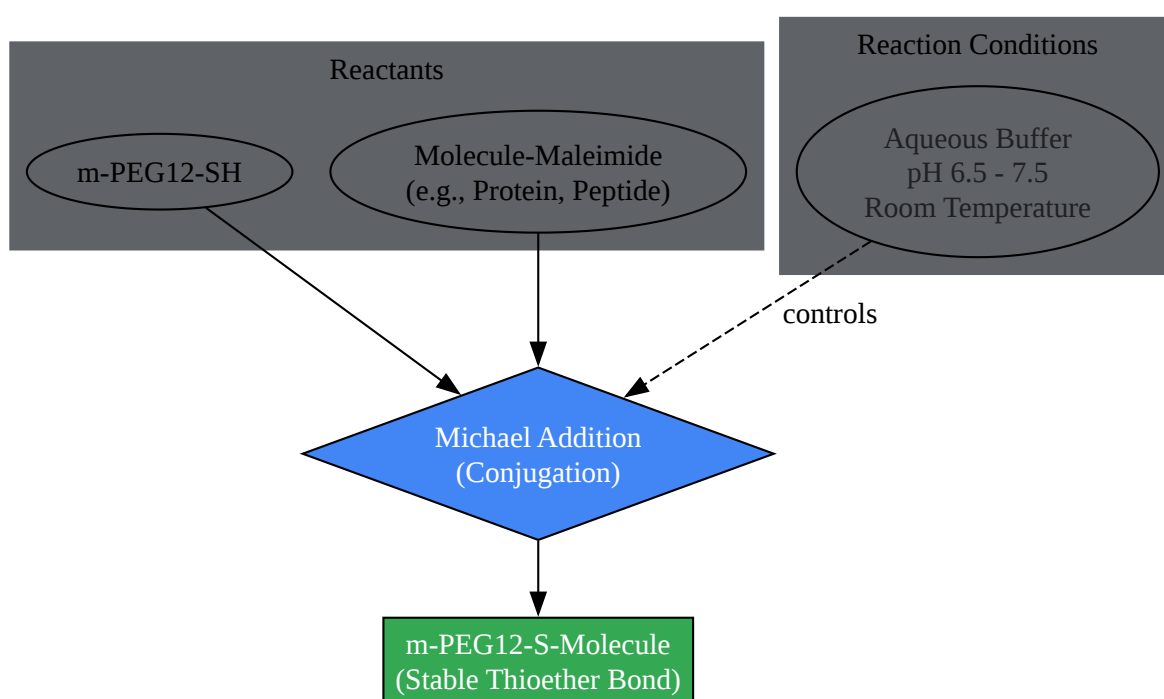 Reaction Conditions
Reactants
m-PEG12-SH
Molecule-Maleimide
(e.g., Protein, Peptide)
Aqueous Buffer
pH 6.5 - 7.5
Room Temperature
controls
Michael Addition
(Conjugation)
m-PEG12-S-Molecule
(Stable Thioether Bond)